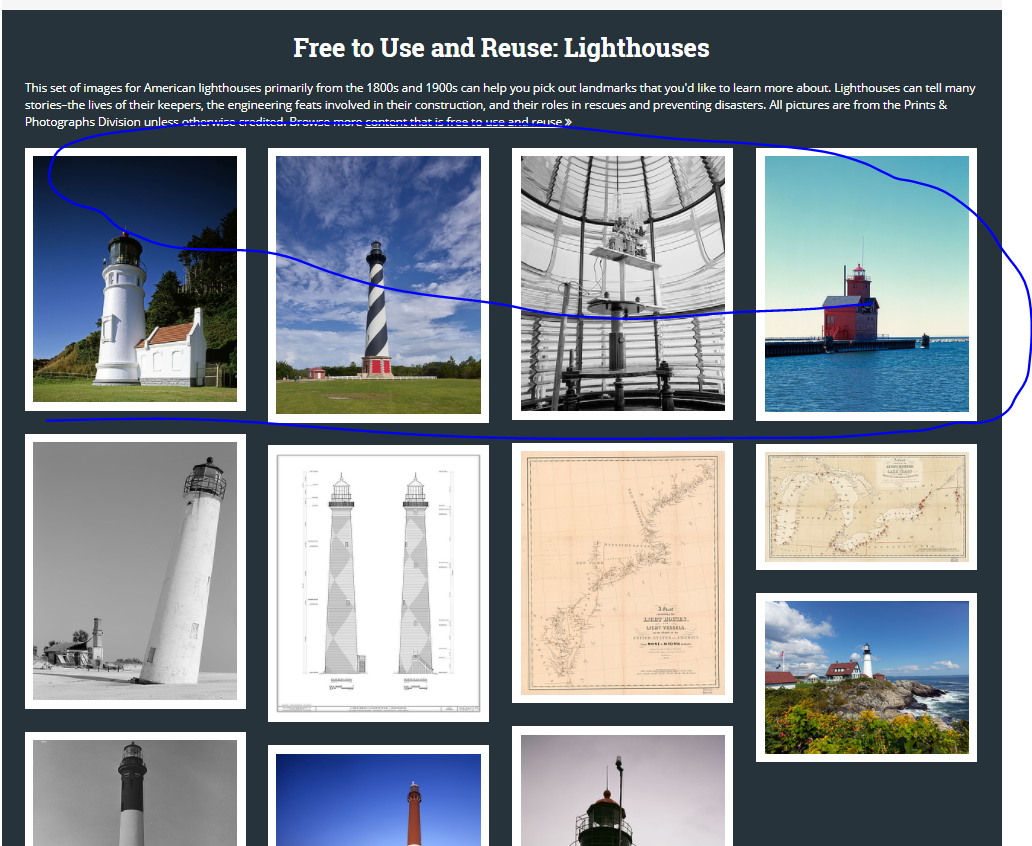 Free to Use and Reuse: Lighthouses
This set of images for American lighthouses primarily from the 1800s and 1900s can help you pick out landmarks that you'd like to learn more about. Lighthouses can tell many
stories–the lives of their keepers, the engineering feats involved in their construction, and their roles in rescues and preventing disasters. All pictures are from the Prints &
Photographs Division unless otherwise credited. Browse more content that is free to use and reuse »
LIGHT HOUSES,
LIGHT VESSELS,